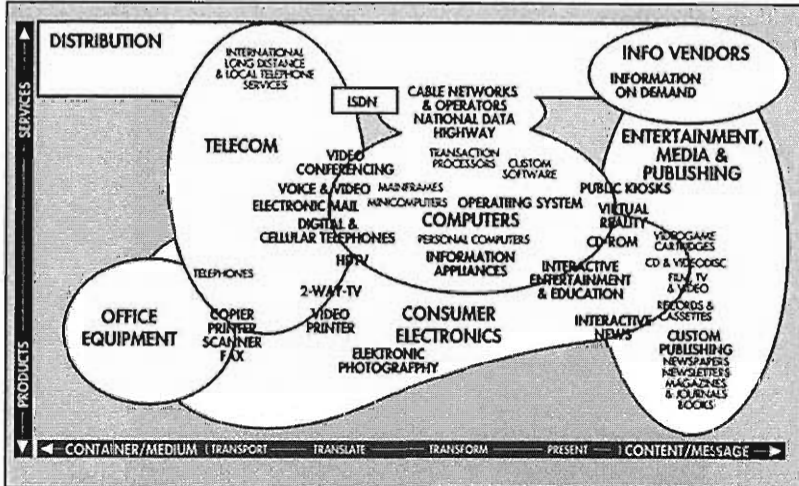 DISTRIBUTION
INTERNATIONAL
LONG DISTANCE
& LOCAL TELEPHONE
SERVICES
INFO VENDORS
INFORMATION
ON DEMAND
ISDN
CABLE NETWORKS
& OPERATORS
NATIONAL DATA
HIGHWAY
TELECOM
ENTERTAINMENT,
MEDIA &
PUBLISHING
VIDEO
CONFERENCING
TRANSACTION
PROCESSORS
CUSTOM
SOFTWARE
VOICE & VIDEO
ELECTRONIC MAIL
MAINFRAMES
MINICOMPUTERS
OPERATIING SYSTEM
PUBLIC KIOSKS
VIRTUAL
REALITY
DIGITAL &
CELLULAR TELEPHONES
COMPUTERS
PERSONAL COMPUTERS
INFORMATION
APPLIANCES
CD-ROM
VIDEOGAME
CARTRIDGES
CD & VIDEODISC
FILM, TV
& VIDEO
RECORDS &
CASSETTES
HDTV
TELEPHONES
2-WAY-TV
INTERACTIVE
ENTERTAINMENT
& EDUCATION
OFFICE
EQUIPMENT
COPIER
PRINTER
SCANNER
FAX
VIDEO
PRINTER
CONSUMER
ELECTRONICS
INTERACTIVE
NEWS
ELEKTRONIC
PHOTOGRAPPHY
CUSTOM
PUBLISHING
NEWSPAPERS
NEWSLETTERS
MAGAZINES
& JOURNALS
BOOKS
SERVICES
PRODUCTS
CONTAINER/MEDIUM
TRANSPORT
TRANSLATE
TRANSFORM
PRESENT
CONTENT/MESSAGE